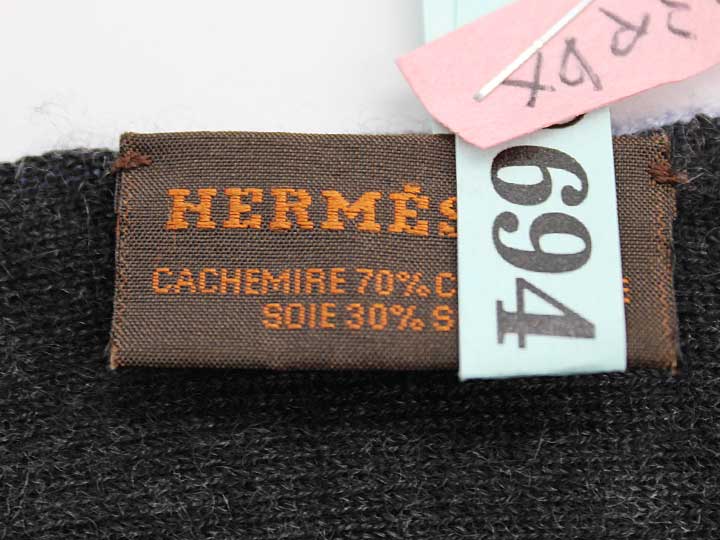 HERMÈS
CACHEMIRE 70%
SOIE 30%
694